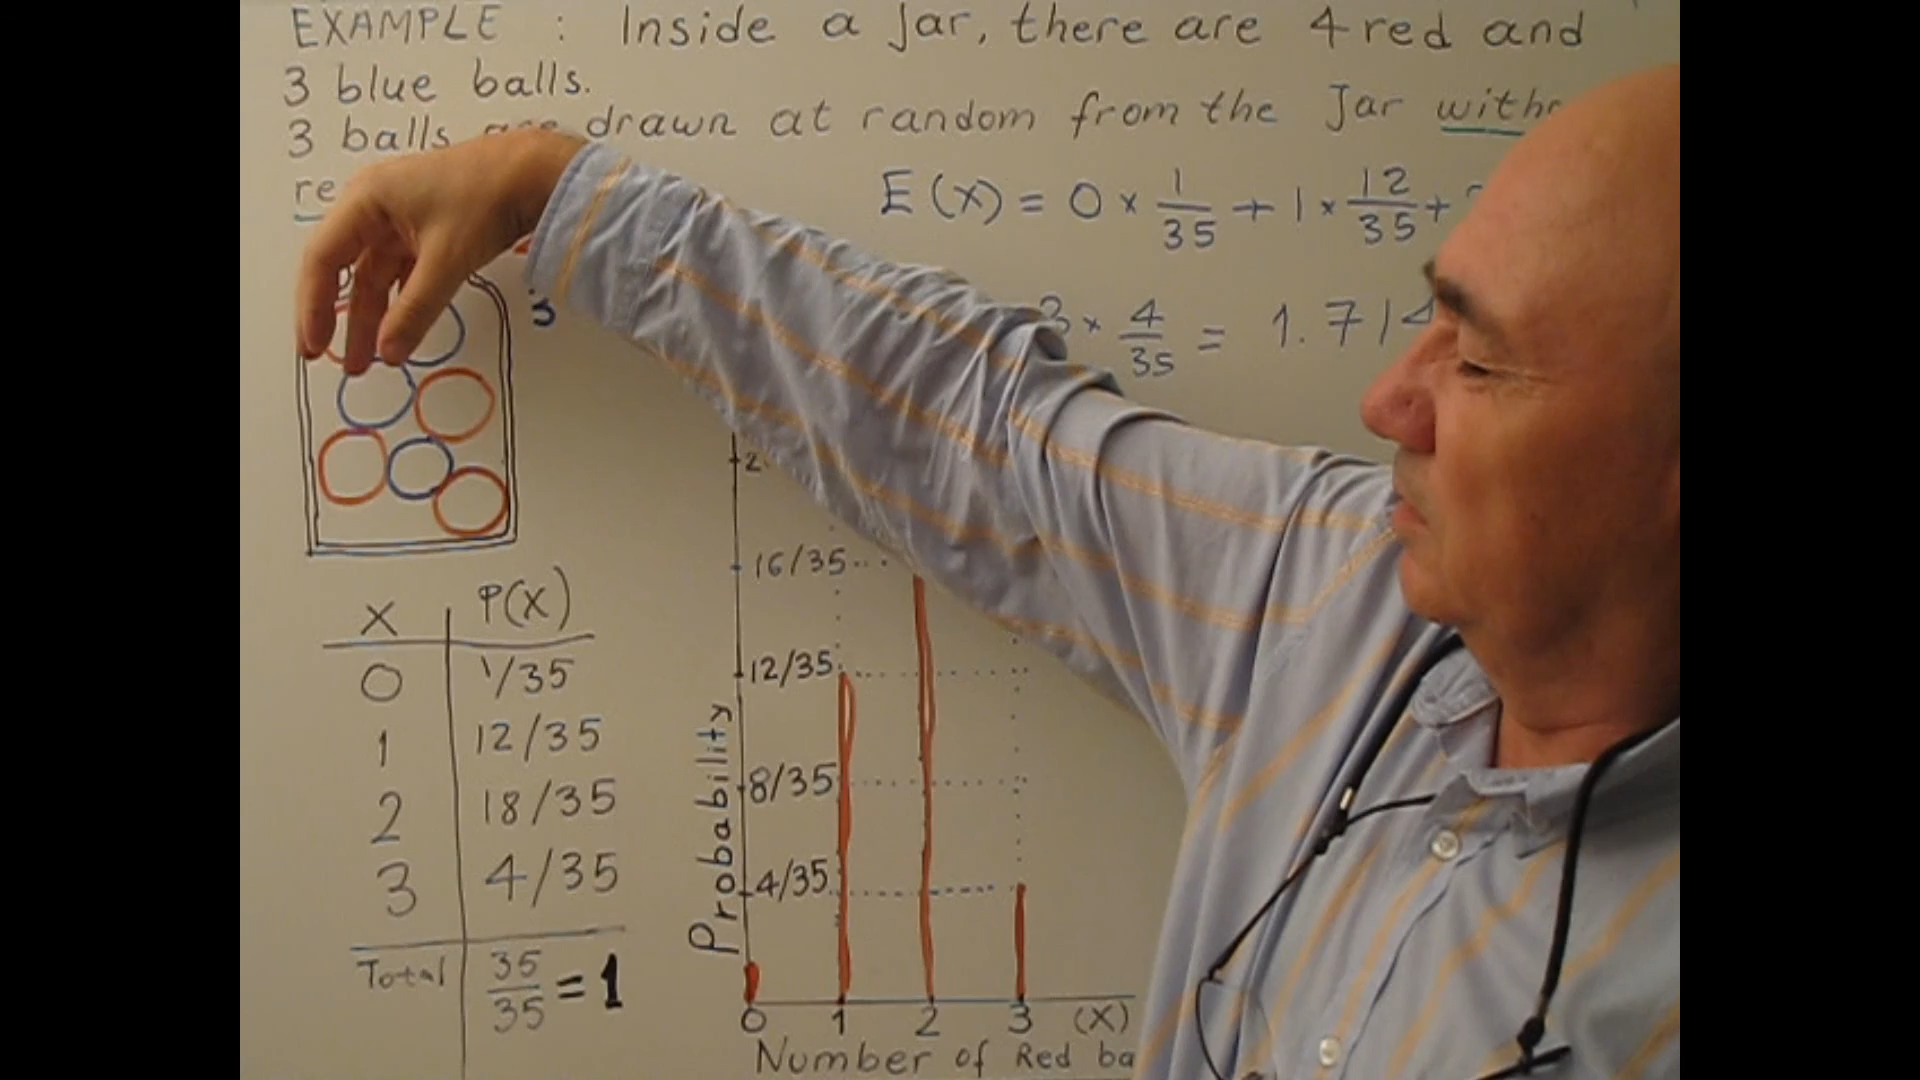 EXAMPLE : Inside a Jar, there are 4 red and
3 blue balls.
3 balls are drawn at random from the Jar
E (X) = 0 × 1/35 + 1 × 12/35 +
3 × 4/35 = 1.714
X P(X)
0 1/35
1 12/35
2 18/35
3 4/35
Total 35/35 = 1
Probability
16/35
12/35
8/35
4/35
0 1 2 3 (X)
Number of Red